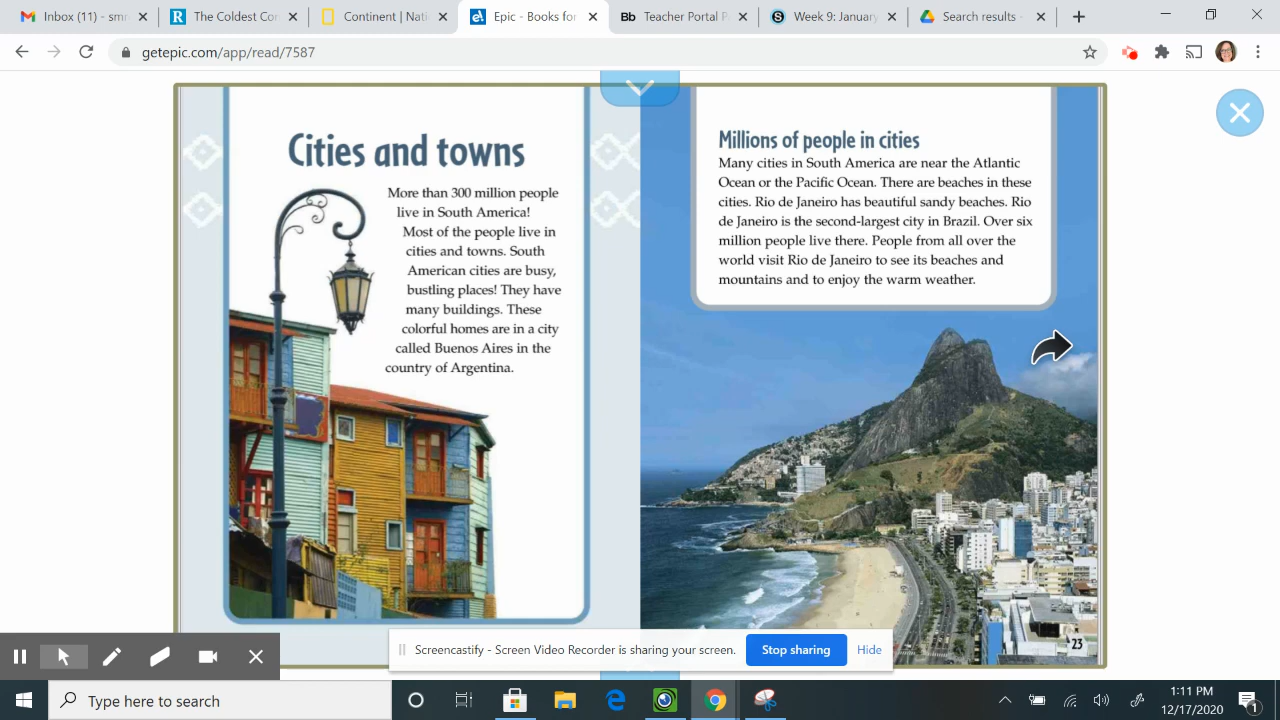 Inbox (11) - smr
The Coldest Cor
Continent | Nati
Epic - Books for
Bb Teacher Portal P
Week 9: January
Search results -
getepic.com/app/read/7587
Cities and towns
More than 300 million people
live in South America!
Most of the people live in
cities and towns. South
American cities are busy,
bustling places! They have
many buildings. These
colorful homes are in a city
called Buenos Aires in the
country of Argentina.
Millions of people in cities
Many cities in South America are near the Atlantic
Ocean or the Pacific Ocean. There are beaches in these
cities. Rio de Janeiro has beautiful sandy beaches. Rio
de Janeiro is the second-largest city in Brazil. Over six
million people live there. People from all over the
world visit Rio de Janeiro to see its beaches and
mountains and to enjoy the warm weather.
23
Screencastify - Screen Video Recorder is sharing your screen.
Stop sharing
Hide
Type here to search
1:11 PM
12/17/2020
1